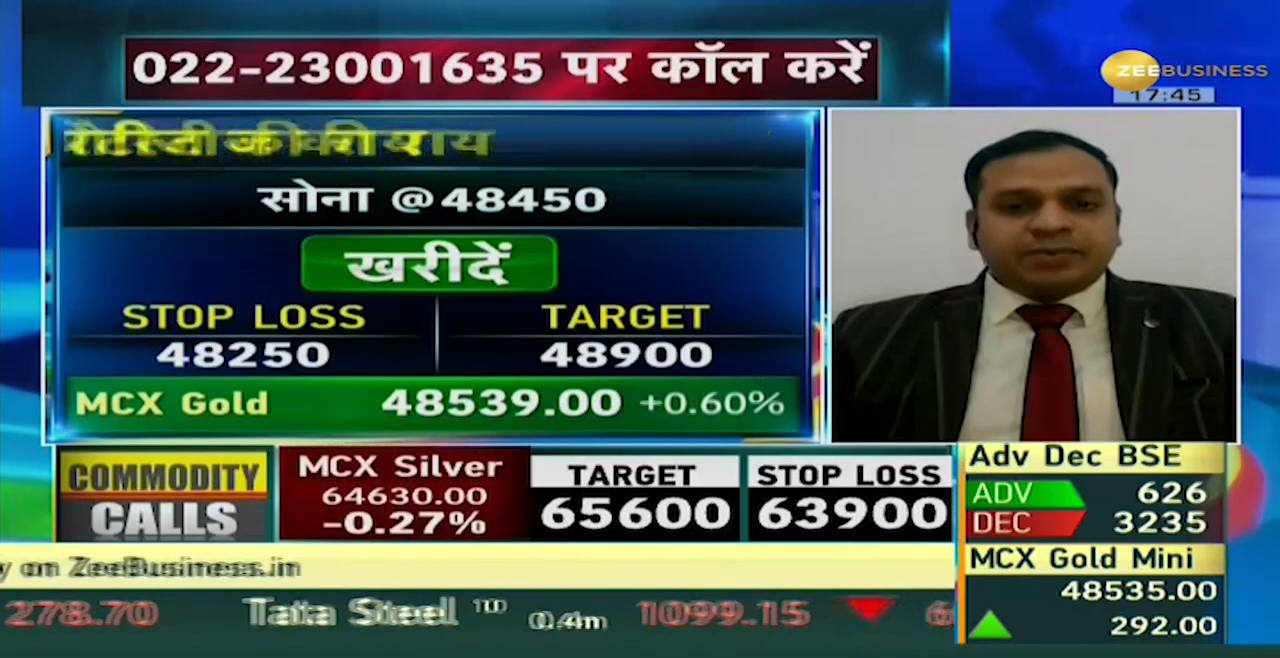 022-23001635 पर कॉल करें
ZEEBUSINESS
17:45
सोना @48450
खरीदें
STOP LOSS
48250
TARGET
48900
MCX Gold 48539.00 +0.60%
COMMODITY
CALLS
MCX Silver
64630.00
-0.27%
TARGET
65600
STOP LOSS
63900
Adv Dec BSE
ADV 626
DEC 3235
MCX Gold Mini
48535.00
292.00
y on ZeeBusiness.in
278.70 Tata Steel 0.4m 1099.15